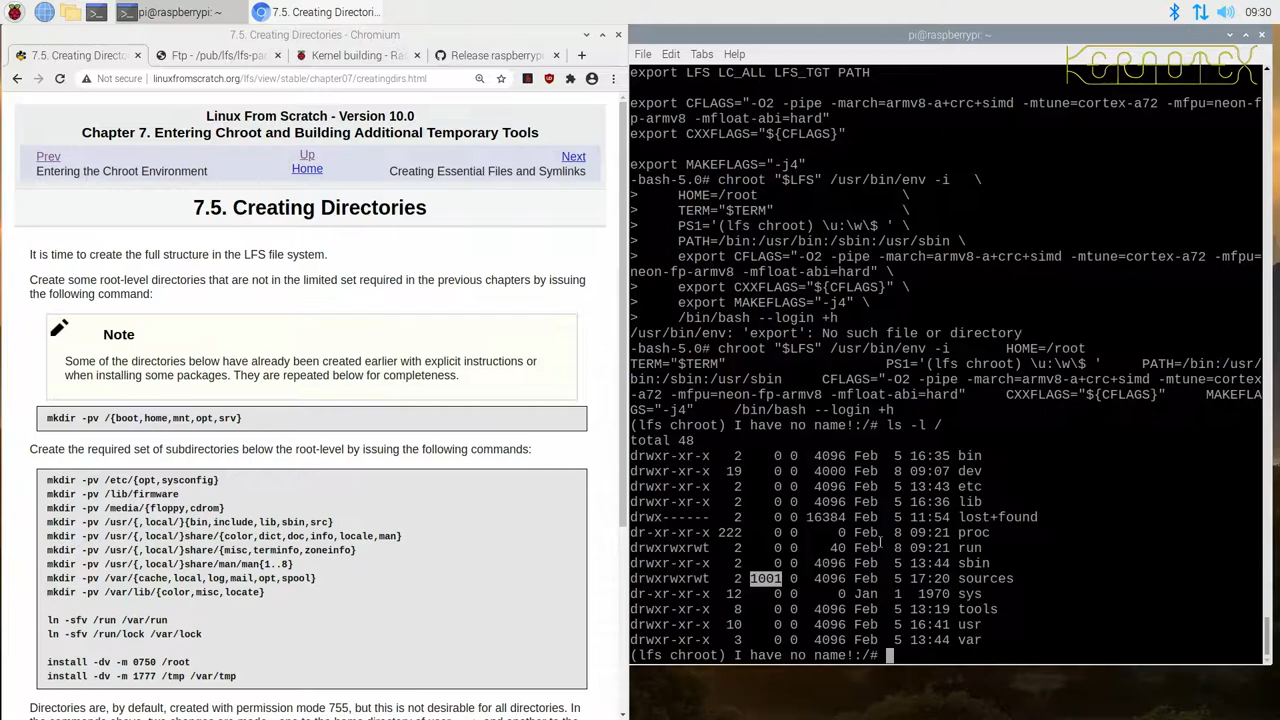 pi@raspberrypi: ~
7.5. Creating Directori...
09:30
7.5. Creating Directories - Chromium
7.5. Creating Directo
Ftp - /pub/lfs/lfs-pa
Kernel building - Ras
Release raspberryp
Not secure
linuxfromscratch.org/lfs/view/stable/chapter07/creatingdirs.html
Linux From Scratch - Version 10.0
Chapter 7. Entering Chroot and Building Additional Temporary Tools
Prev
Up
Next
Entering the Chroot Environment
Home
Creating Essential Files and Symlinks
7.5. Creating Directories
It is time to create the full structure in the LFS file system.
Create some root-level directories that are not in the limited set required in the previous chapters by issuing
the following command:
Note
Some of the directories below have already been created earlier with explicit instructions or
when installing some packages. They are repeated below for completeness.
mkdir -pv /{boot,home,mnt,opt,srv}
Create the required set of subdirectories below the root-level by issuing the following commands:
mkdir -pv /etc/{opt,sysconfig}
mkdir -pv /lib/firmware
mkdir -pv /media/{floppy,cdrom}
mkdir -pv /usr/{,local/}{bin,include,lib,sbin,src}
mkdir -pv /usr/{,local/}share/{color,dict,doc,info,locale,man}
mkdir -pv /usr/{,local/}share/{misc,terminfo,zoneinfo}
mkdir -pv /usr/{,local/}share/man/man{1..8}
mkdir -pv /var/{cache,local,log,mail,opt,spool}
mkdir -pv /var/lib/{color,misc,locate}
ln -sfv /run /var/run
ln -sfv /run/lock /var/lock
install -dv -m 0750 /root
install -dv -m 1777 /tmp /var/tmp
Directories are, by default, created with permission mode 755, but this is not desirable for all directories. In
pi@raspberrypi: ~
File Edit Tabs Help
export LFS LC_ALL LFS_TGT PATH
export CFLAGS="-O2 -pipe -march=armv8-a+crc+simd -mtune=cortex-a72 -mfpu=neon-f
p-armv8 -mfloat-abi=hard"
export CXXFLAGS="${CFLAGS}"
export MAKEFLAGS="-j4"
-bash-5.0# chroot "$LFS" /usr/bin/env -i \
> HOME=/root \
> TERM="$TERM" \
> PS1='(lfs chroot) \u:\w\$ ' \
> PATH=/bin:/usr/bin:/sbin:/usr/sbin \
> export CFLAGS="-O2 -pipe -march=armv8-a+crc+simd -mtune=cortex-a72 -mfpu=
neon-fp-armv8 -mfloat-abi=hard" \
> export CXXFLAGS="${CFLAGS}" \
> export MAKEFLAGS="-j4" \
> /bin/bash --login +h
/usr/bin/env: 'export': No such file or directory
-bash-5.0# chroot "$LFS" /usr/bin/env -i HOME=/root
TERM="$TERM" PS1='(lfs chroot) \u:\w\$ ' PATH=/bin:/usr/
bin:/sbin:/usr/sbin CFLAGS="-O2 -pipe -march=armv8-a+crc+simd -mtune=cortex
-a72 -mfpu=neon-fp-armv8 -mfloat-abi=hard" CXXFLAGS="${CFLAGS}" MAKEFLA
GS="-j4" /bin/bash --login +h
(lfs chroot) I have no name!:/# ls -l /
total 48
drwxr-xr-x 2 0 0 4096 Feb 5 16:35 bin
drwxr-xr-x 19 0 0 4000 Feb 8 09:07 dev
drwxr-xr-x 2 0 0 4096 Feb 5 13:43 etc
drwxr-xr-x 2 0 0 4096 Feb 5 16:36 lib
drwx------ 2 0 0 16384 Feb 5 11:54 lost+found
dr-xr-xr-x 222 0 0 0 Feb 8 09:21 proc
drwxrwxrwt 2 0 0 40 Feb 8 09:21 run
drwxr-xr-x 2 0 0 4096 Feb 5 13:44 sbin
drwxrwxrwt 2 1001 0 4096 Feb 5 17:20 sources
dr-xr-xr-x 12 0 0 0 Jan 1 1970 sys
drwxr-xr-x 8 0 0 4096 Feb 5 13:19 tools
drwxr-xr-x 10 0 0 4096 Feb 5 16:41 usr
drwxr-xr-x 3 0 0 4096 Feb 5 13:44 var
(lfs chroot) I have no name!:/#